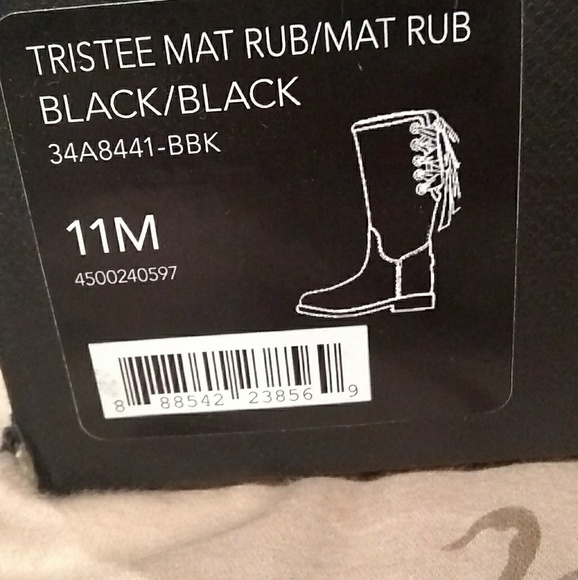 TRISTEE MAT RUB/MAT RUB
BLACK/BLACK
34A8441-BBK
11M
4500240597
8 88542 23856 9